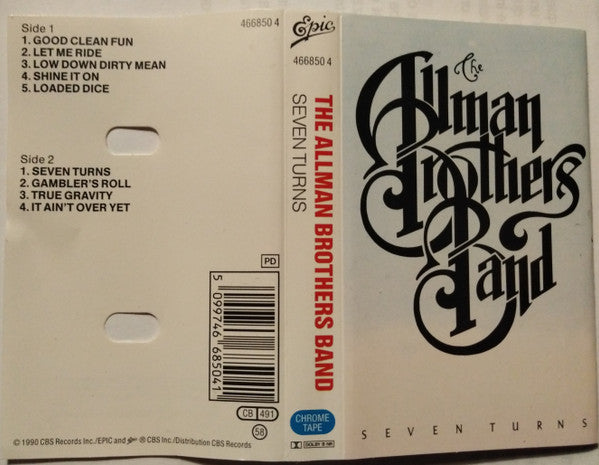 Side 1
1. GOOD CLEAN FUN
2. LET ME RIDE
3. LOW DOWN DIRTY MEAN
4. SHINE IT ON
5. LOADED DICE
Side 2
1. SEVEN TURNS
2. GAMBLER'S ROLL
3. TRUE GRAVITY
4. IT AIN'T OVER YET
466850 4
PD
5 099746 685041
CB 491
58
© 1990 CBS Records Inc./EPIC and ® CBS Inc./Distribution CBS Records
Epic
466850 4
THE ALLMAN BROTHERS BAND
SEVEN TURNS
CHROME
TAPE
DOLBY B NR
The
Allman
Brothers
Band
SEVEN TURNS